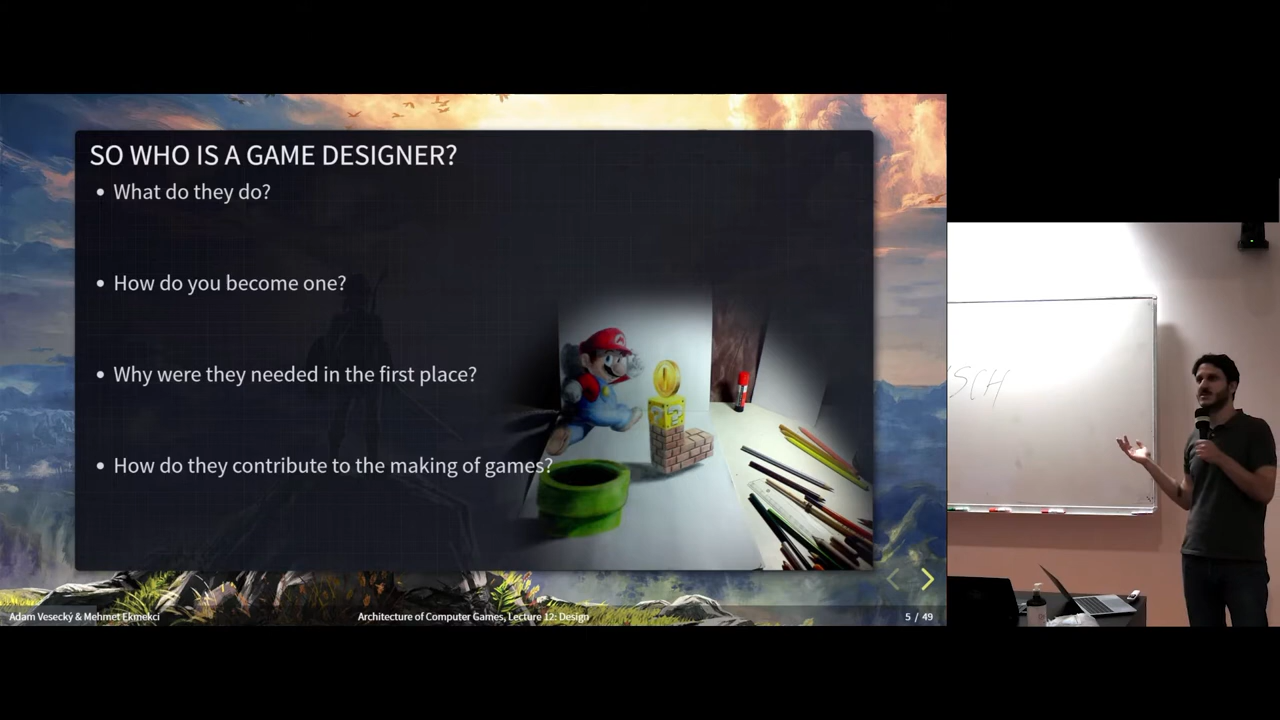 SO WHO IS A GAME DESIGNER?
• What do they do?
• How do you become one?
• Why were they needed in the first place?
• How do they contribute to the making of games?
Adam Vesecký & Mehmet Ekmekci
Architecture of Computer Games, Lecture 12: Design
5 / 49
SCH